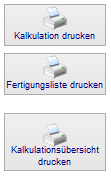 Kalkulation drucken
Fertigungsliste drucken
Kalkulationsübersicht
drucken